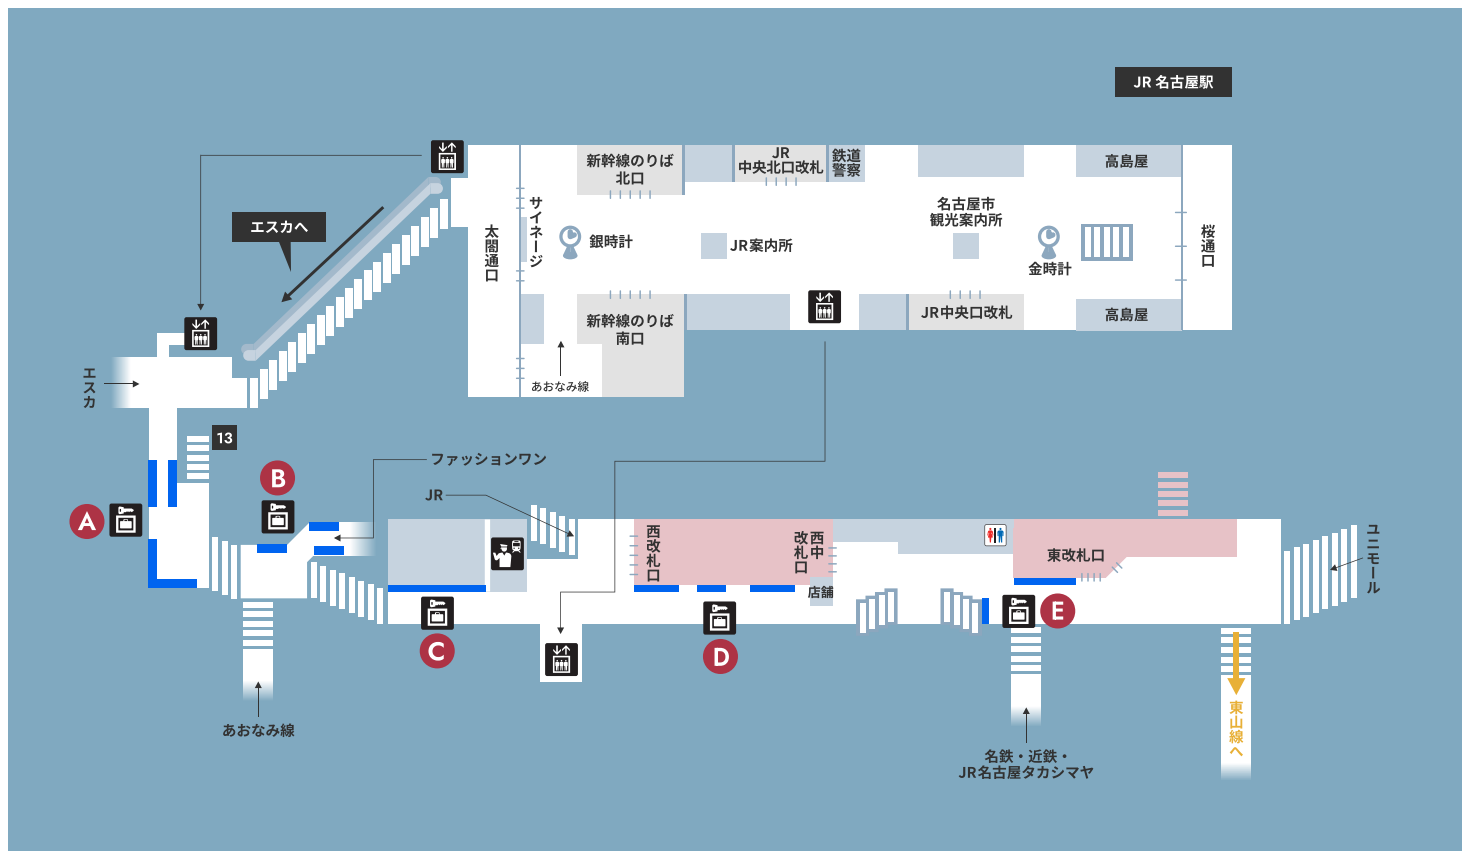 JR 名古屋駅
新幹線のりば
北口
JR
中央北口改札
鉄道
警察
高島屋
エスカへ
サイネージ
太閤通口
銀時計
JR案内所
名古屋市
観光案内所
金時計
桜通口
新幹線のりば
南口
JR中央口改札
高島屋
あおなみ線
エスカ
13
ファッションワン
JR
A
B
C
D
E
西改札口
西中
改札口
店舗
東改札口
ユニモール
あおなみ線
名鉄・近鉄・
JR名古屋タカシマヤ
東山線へ